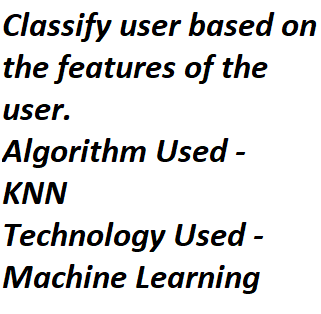 Classify user based on
the features of the
user.
Algorithm Used -
KNN
Technology Used -
Machine Learning